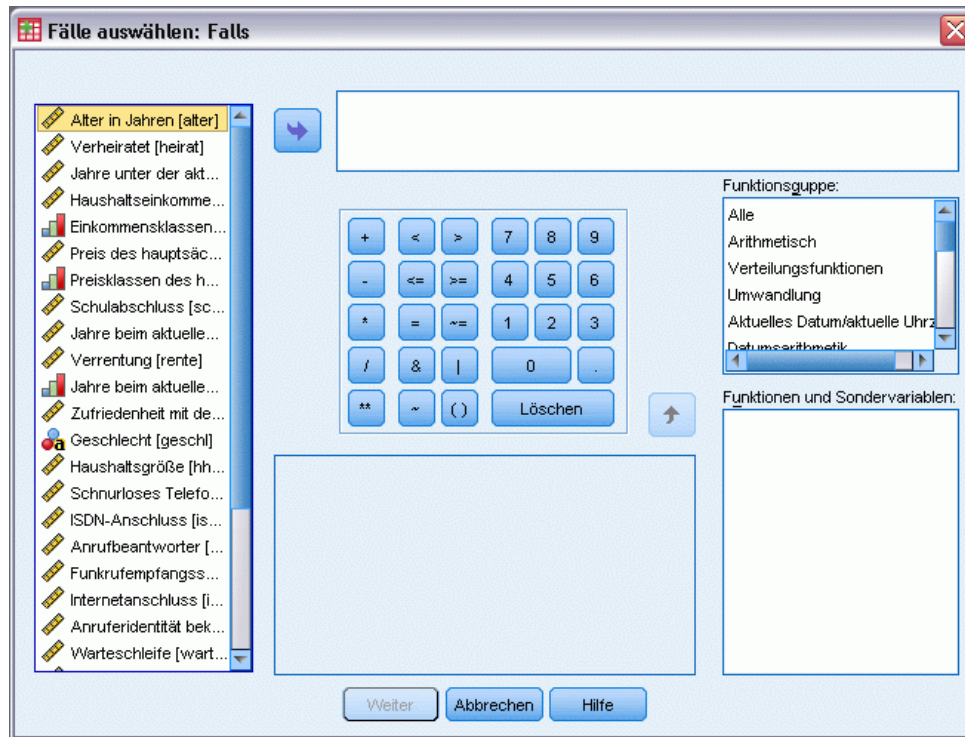 Fälle auswählen: Falls
Alter in Jahren [alter]
Verheiratet [heirat]
Jahre unter der akt...
Haushaltseinkomme...
Einkommensklassen...
Preis des hauptsäc...
Preisklassen des h...
Schulabschluss [sc...
Jahre beim aktuelle...
Verrentung [rente]
Jahre beim aktuelle...
Zufriedenheit mit de...
Geschlecht [geschl]
Haushaltsgröße [hh...
Schnurloses Telefo...
ISDN-Anschluss [is...
Anrufbeantworter [...
Funkrufempfangss...
Internetanschluss [i...
Anruferidentität bek...
Warteschleife [wart...
+ < > 7 8 9
- <= >= 4 5 6
* = ~= 1 2 3
/ & | 0 .
** ~ ( ) Löschen
Funktionsgruppe:
Alle
Arithmetisch
Verteilungsfunktionen
Umwandlung
Aktuelles Datum/aktuelle Uhrz
Datumsarithmetik
Funktionen und Sondervariablen:
Weiter Abbrechen Hilfe